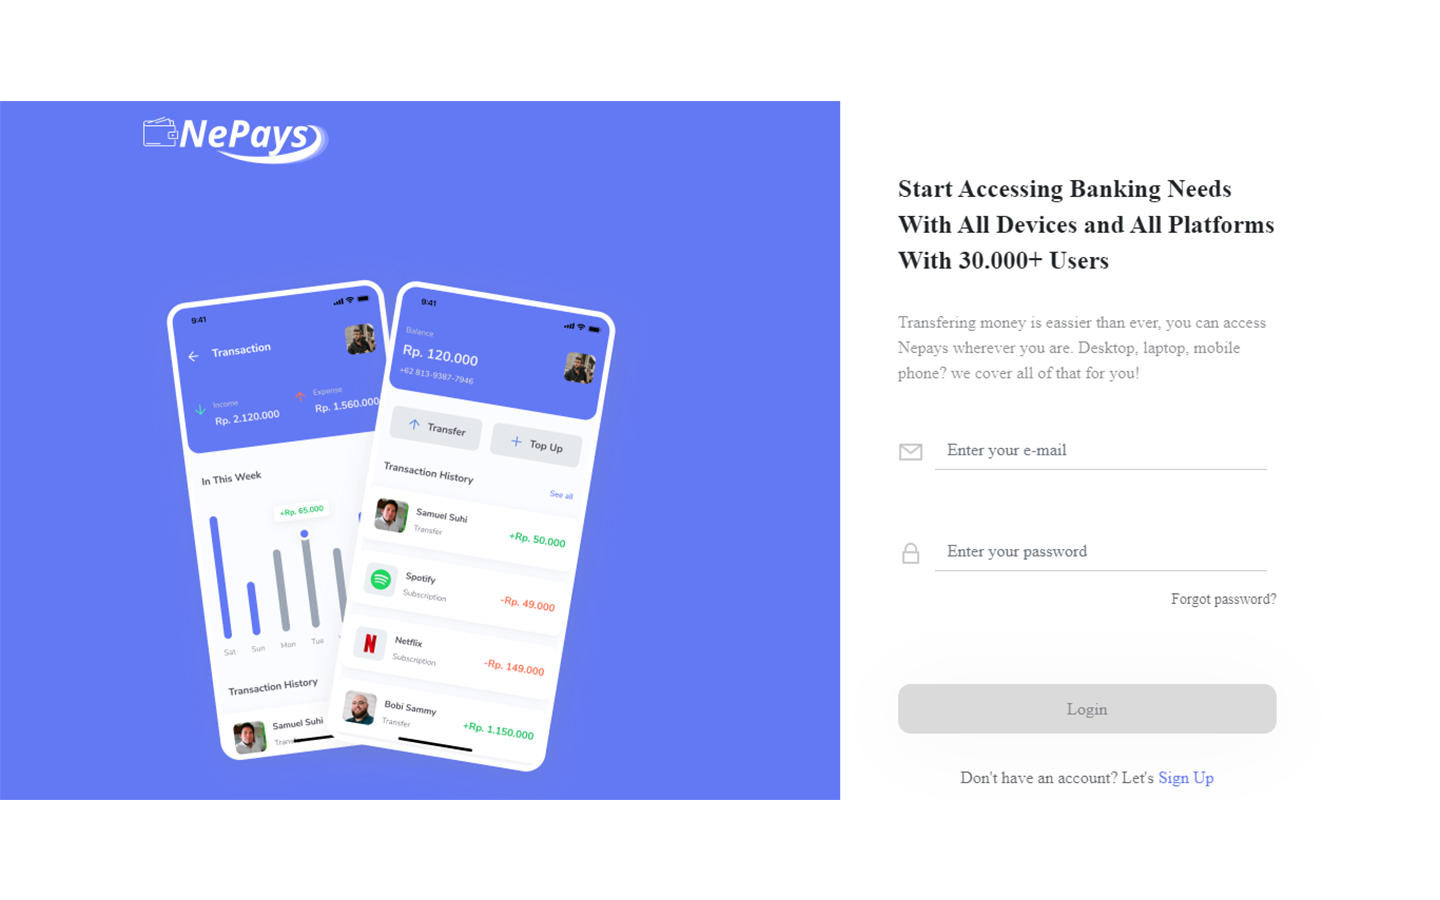 NePays
Start Accessing Banking Needs
With All Devices and All Platforms
With 30.000+ Users
Transfering money is eassier than ever, you can access
Nepays wherever you are. Desktop, laptop, mobile
phone? we cover all of that for you!
Enter your e-mail
Enter your password
Forgot password?
Login
Don't have an account? Let's Sign Up
9:41
Transaction
Income
Rp. 2.120.000
Expense
Rp. 1.560.000
In This Week
+Rp. 65.000
Sat
Sun
Mon
Tue
Transaction History
Samuel Suhi
9:41
Balance
Rp. 120.000
+62 813-9387-7946
Transfer
Top Up
Transaction History
See all
Samuel Suhi
Transfer
+Rp. 50.000
Spotify
Subscription
-Rp. 49.000
Netflix
Subscription
-Rp. 149.000
Bobi Sammy
Transfer
+Rp. 1.150.000